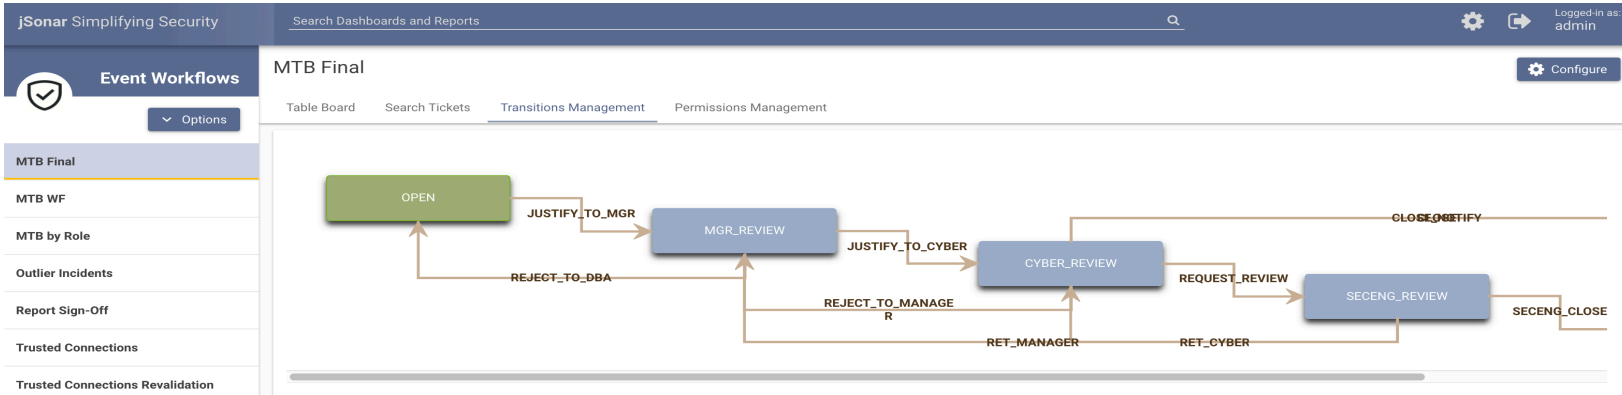 jSonar Simplifying Security
Search Dashboards and Reports
Logged-in as:
admin
Event Workflows
Options
MTB Final
MTB WF
MTB by Role
Outlier Incidents
Report Sign-Off
Trusted Connections
Trusted Connections Revalidation
MTB Final
Configure
Table Board
Search Tickets
Transitions Management
Permissions Management
OPEN
JUSTIFY_TO_MGR
MGR_REVIEW
JUSTIFY_TO_CYBER
CYBER_REVIEW
REQUEST_REVIEW
SECENG_REVIEW
SECENG_CLOSE
REJECT_TO_DBA
REJECT_TO_MANAGE
R
RET_MANAGER
RET_CYBER